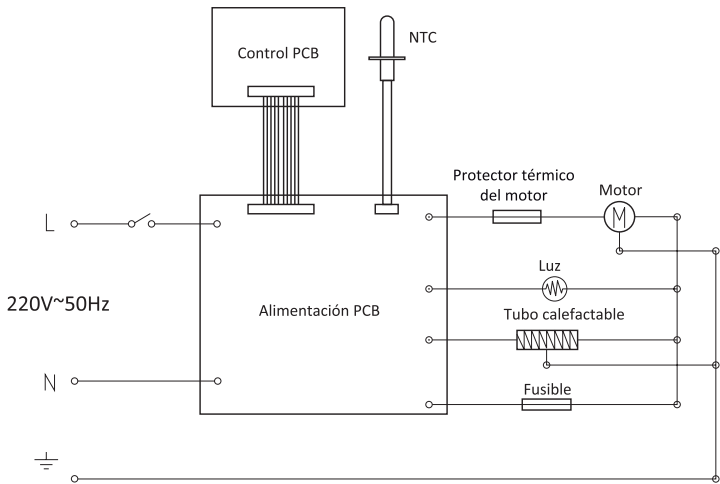 Control PCB
NTC
Protector térmico
del motor
Motor
M
L
Luz
220V~50Hz
Alimentación PCB
Tubo calefactable
N
Fusible